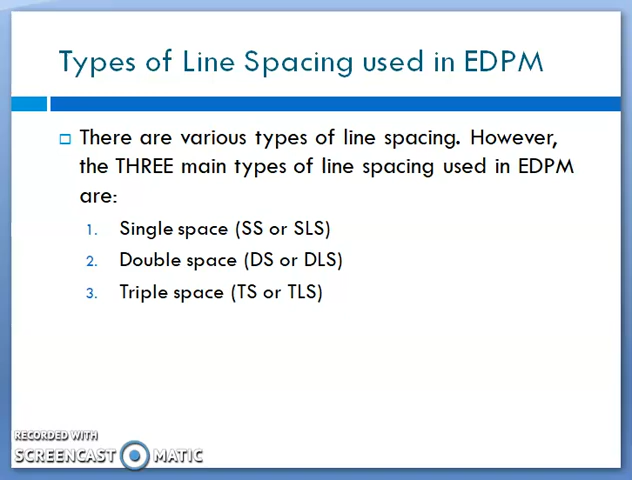 Types of Line Spacing used in EDPM
There are various types of line spacing. However,
the THREE main types of line spacing used in EDPM
are:
1. Single space (SS or SLS)
2. Double space (DS or DLS)
3. Triple space (TS or TLS)
RECORDED WITH
SCREENCAST MATIC